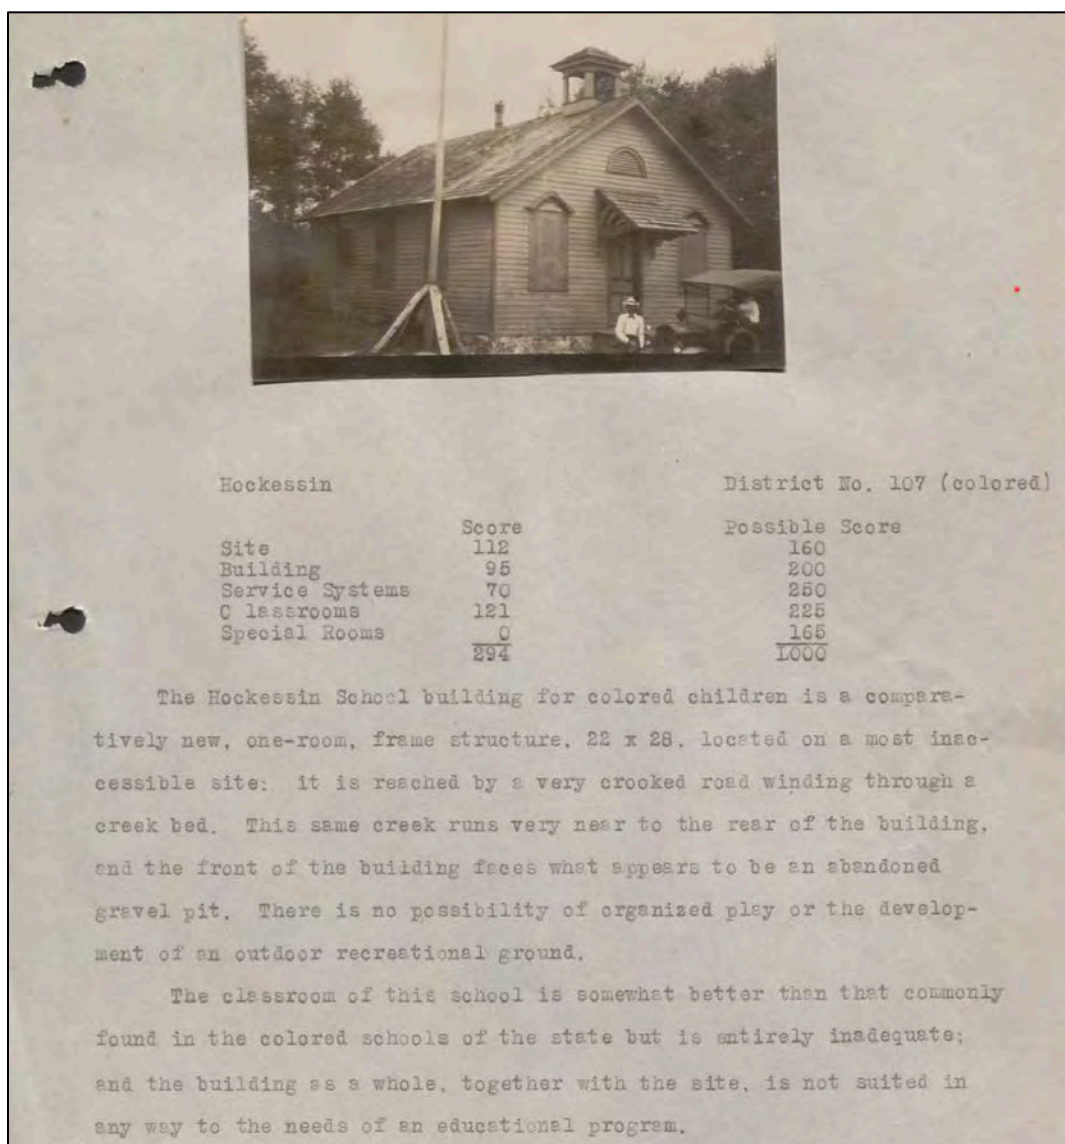 Hockessin District No. 107 (colored)
Score Possible Score
Site 112 160
Building 95 200
Service Systems 70 250
C lassrooms 121 225
Special Rooms 0 165
294 1000
The Hockessin School building for colored children is a compara-
tively new, one-room, frame structure, 22 x 28, located on a most inac-
cessible site: it is reached by a very crooked road winding through a
creek bed. This same creek runs very near to the rear of the building,
and the front of the building faces what appears to be an abandoned
gravel pit. There is no possibility of organized play or the develop-
ment of an outdoor recreational ground.
The classroom of this school is somewhat better than that commonly
found in the colored schools of the state but is entirely inadequate;
and the building as a whole, together with the site, is not suited in
any way to the needs of an educational program.